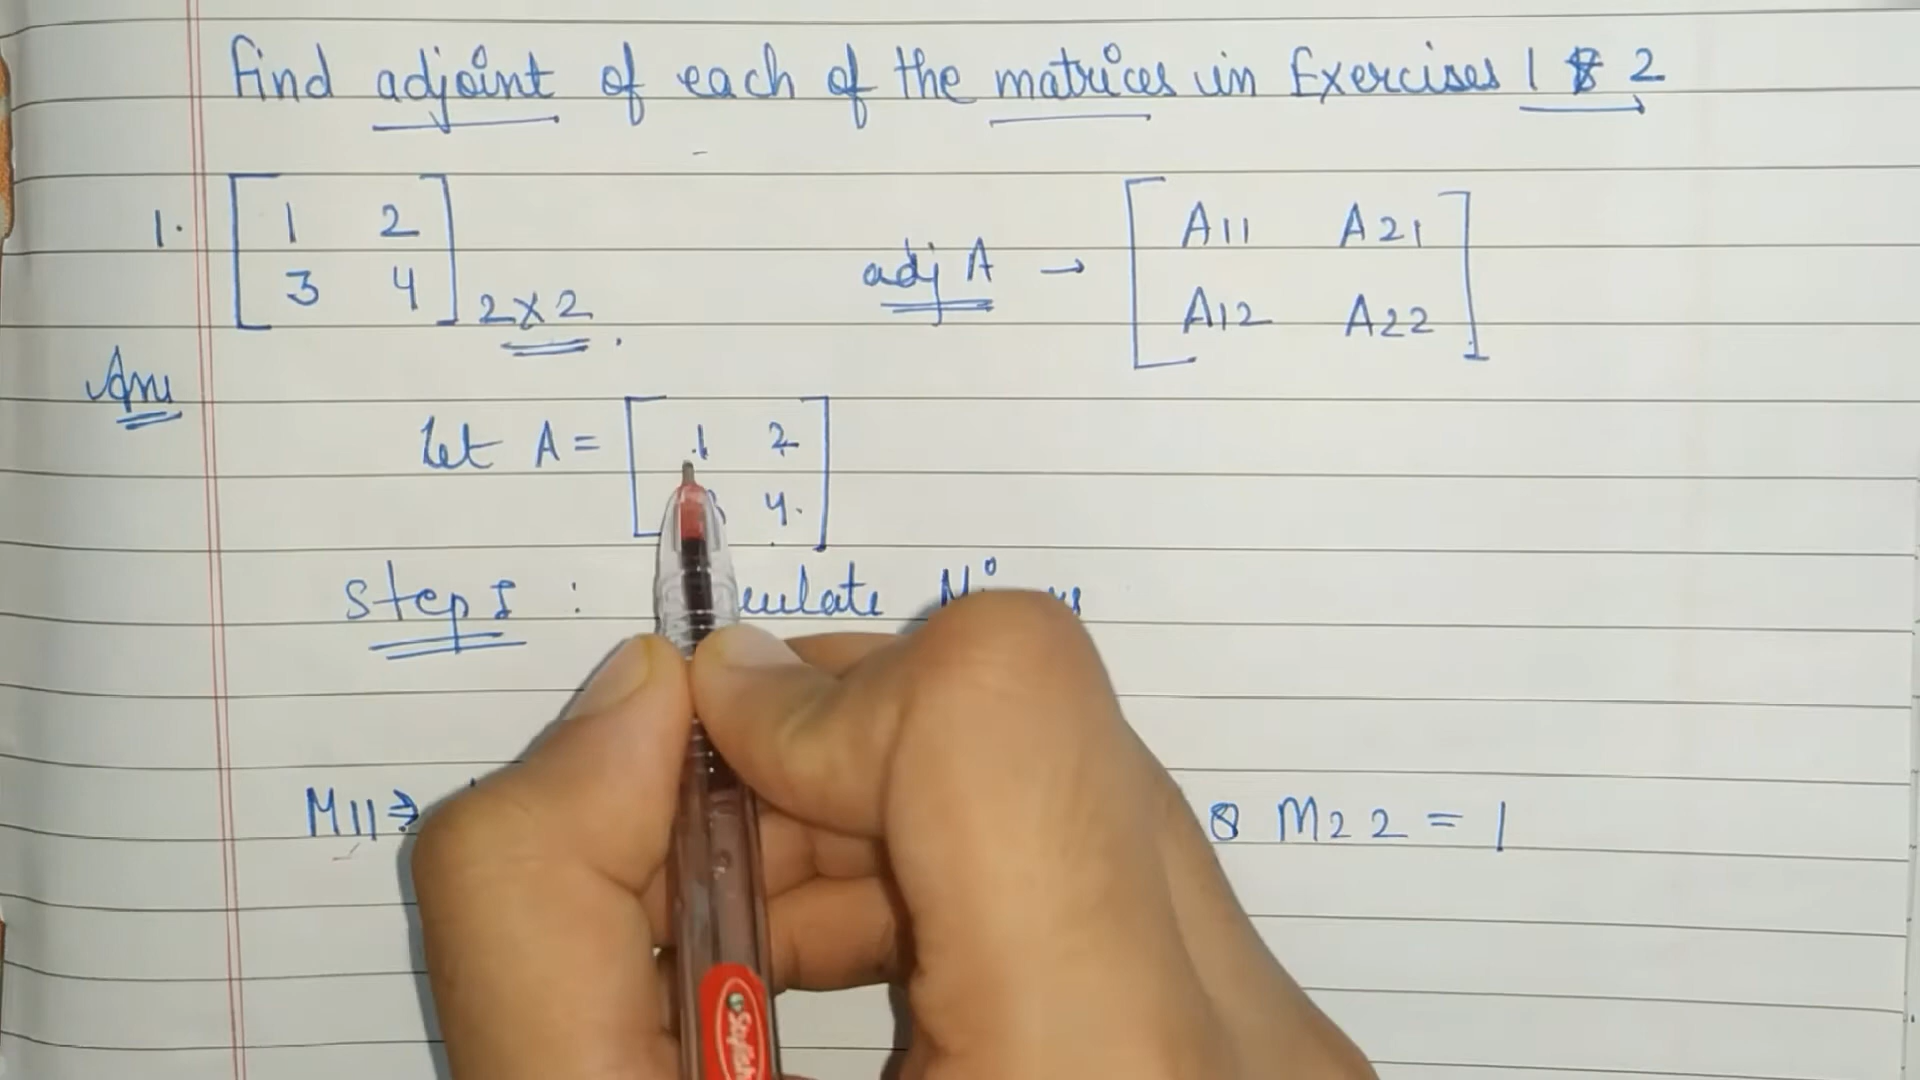 Find adjoint of each of the matrices in Exercises 1 & 2
1. [ 1 2
3 4 ] 2×2.
adj A → [ A11 A21
A12 A22 ]
Ans
Let A = [ 1 2
4. ]
Step I :
M11 ⇒ M22 = 1
Stylish